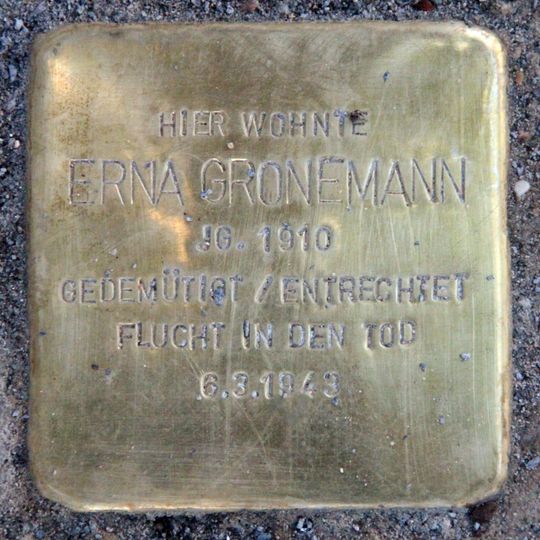 HIER WOHNTE
ERNA GRONEMANN
JG. 1910
GEDEMÜTIGT / ENTRECHTET
FLUCHT IN DEN TOD
6.3.1943